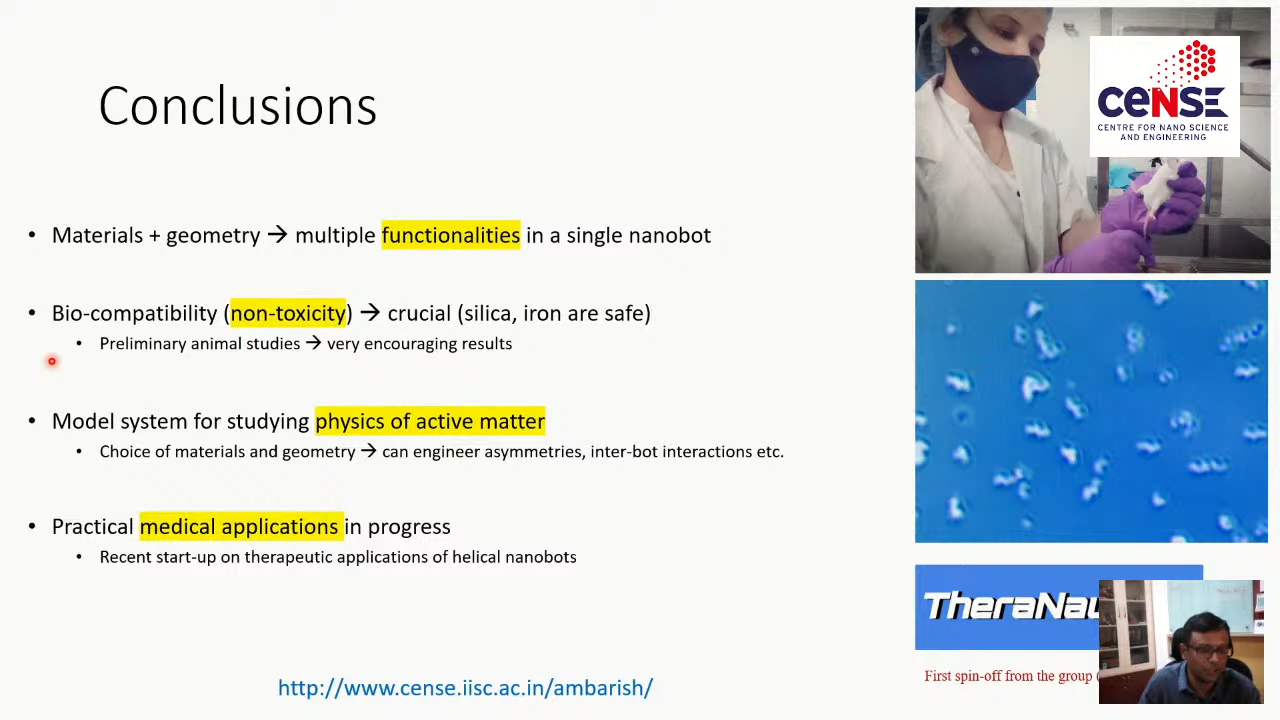 Conclusions
• Materials + geometry → multiple functionalities in a single nanobot
• Bio-compatibility (non-toxicity) → crucial (silica, iron are safe)
• Preliminary animal studies → very encouraging results
• Model system for studying physics of active matter
• Choice of materials and geometry → can engineer asymmetries, inter-bot interactions etc.
• Practical medical applications in progress
• Recent start-up on therapeutic applications of helical nanobots
http://www.cense.iisc.ac.in/ambarish/
CeNSE
CENTRE FOR NANO SCIENCE
AND ENGINEERING
First spin-off from the group